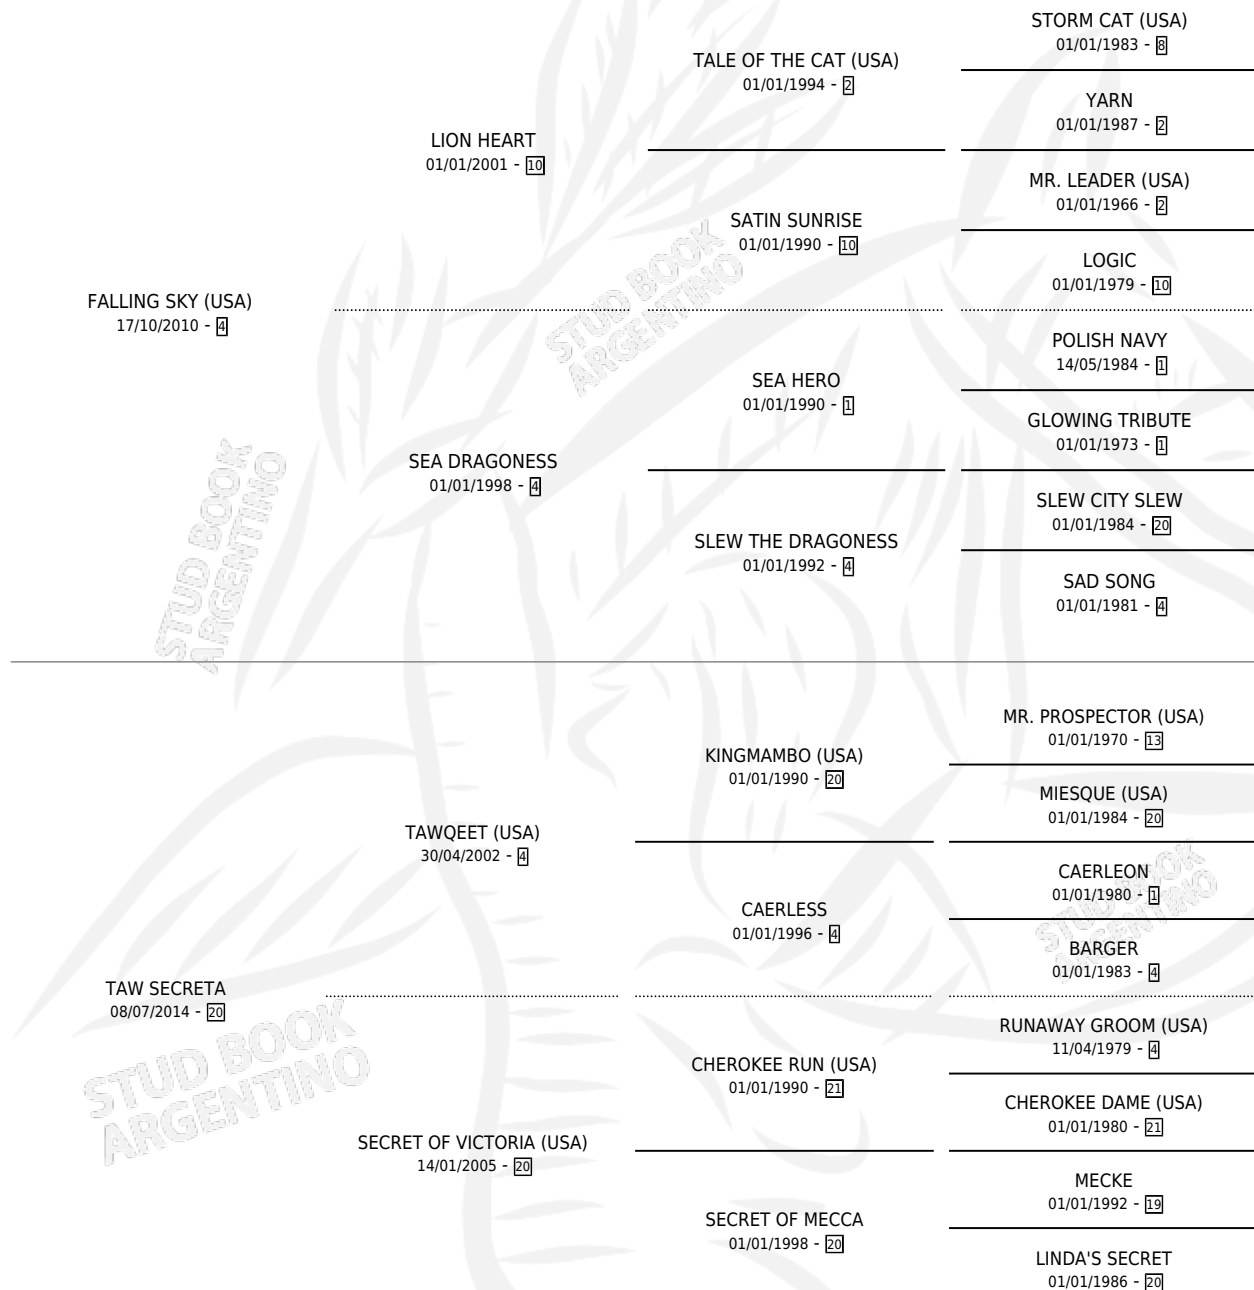 STORM CAT (USA)
01/01/1983 - 8
TALE OF THE CAT (USA)
01/01/1994 - 2
YARN
01/01/1987 - 2
LION HEART
01/01/2001 - 10
MR. LEADER (USA)
01/01/1966 - 2
SATIN SUNRISE
01/01/1990 - 10
LOGIC
01/01/1979 - 10
FALLING SKY (USA)
17/10/2010 - 4
STUD BOOK
ARGENTINO
POLISH NAVY
14/05/1984 - 1
SEA HERO
01/01/1990 - 1
GLOWING TRIBUTE
01/01/1973 - 1
SEA DRAGONESS
01/01/1998 - 4
SLEW CITY SLEW
01/01/1984 - 20
SLEW THE DRAGONESS
01/01/1992 - 4
SAD SONG
01/01/1981 - 4
STUD BOOK
ARGENTINO
MR. PROSPECTOR (USA)
01/01/1970 - 13
KINGMAMBO (USA)
01/01/1990 - 20
MIESQUE (USA)
01/01/1984 - 20
TAWQEET (USA)
30/04/2002 - 4
CAERLEON
01/01/1980 - 1
STUD BOOK
ARGENTINO
CAERLESS
01/01/1996 - 4
BARGER
01/01/1983 - 4
TAW SECRETA
08/07/2014 - 20
STUD BOOK
ARGENTINO
RUNAWAY GROOM (USA)
11/04/1979 - 4
CHEROKEE RUN (USA)
01/01/1990 - 21
CHEROKEE DAME (USA)
01/01/1980 - 21
SECRET OF VICTORIA (USA)
14/01/2005 - 20
MECKE
01/01/1992 - 19
SECRET OF MECCA
01/01/1998 - 20
LINDA'S SECRET
01/01/1986 - 20